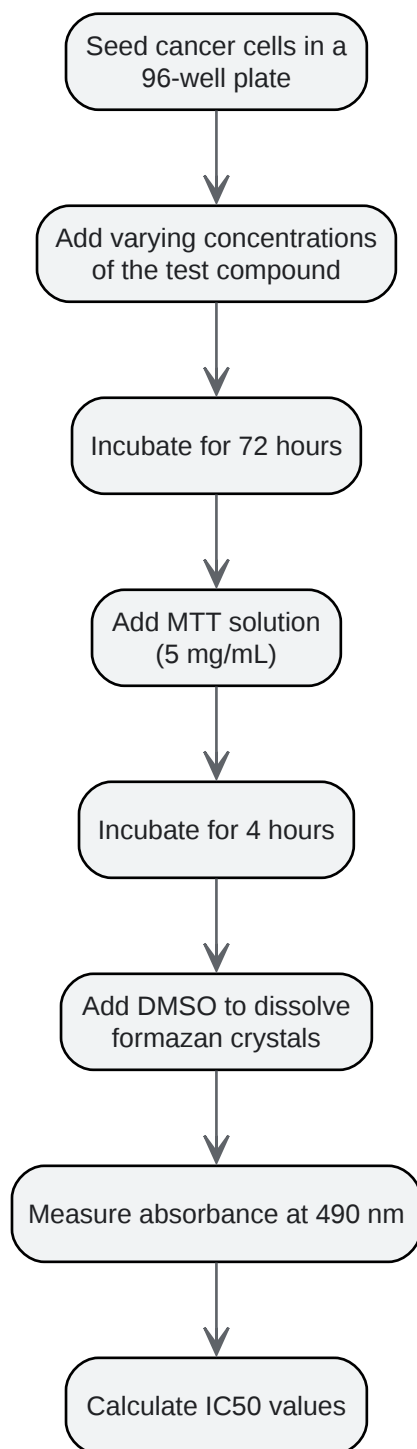 Seed cancer cells in a
96-well plate
Add varying concentrations
of the test compound
Incubate for 72 hours
Add MTT solution
(5 mg/mL)
Incubate for 4 hours
Add DMSO to dissolve
formazan crystals
Measure absorbance at 490 nm
Calculate IC50 values